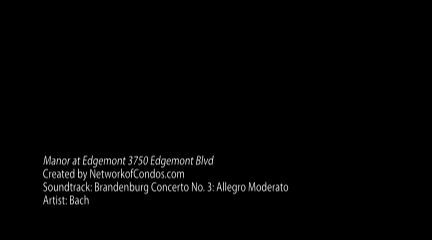 Manor at Edgemont 3750 Edgemont Blvd
Created by NetworkofCondos.com
Soundtrack: Brandenburg Concerto No. 3: Allegro Moderato
Artist: Bach